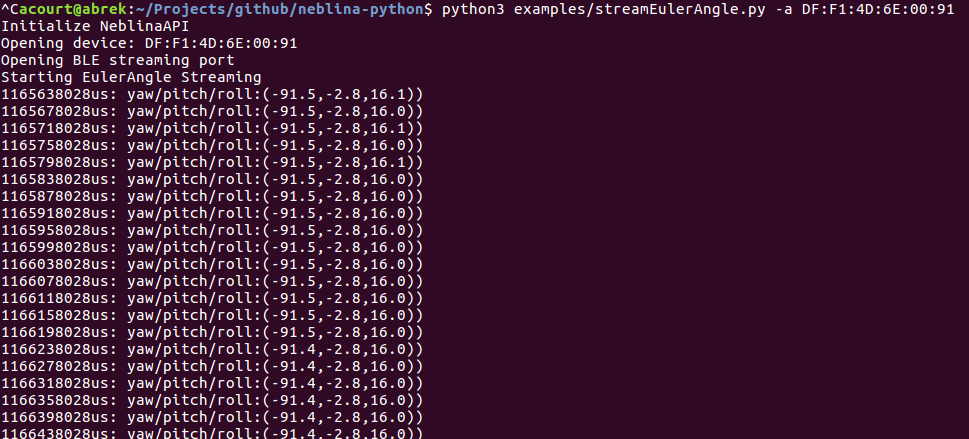 ^Cacourt@abrek:~/Projects/github/neblina-python$ python3 examples/streamEulerAngle.py -a DF:F1:4D:6E:00:91
Initialize NeblinaAPI
Opening device: DF:F1:4D:6E:00:91
Opening BLE streaming port
Starting EulerAngle Streaming
1165638028us: yaw/pitch/roll:(-91.5,-2.8,16.1))
1165678028us: yaw/pitch/roll:(-91.5,-2.8,16.0))
1165718028us: yaw/pitch/roll:(-91.5,-2.8,16.1))
1165758028us: yaw/pitch/roll:(-91.5,-2.8,16.0))
1165798028us: yaw/pitch/roll:(-91.5,-2.8,16.1))
1165838028us: yaw/pitch/roll:(-91.5,-2.8,16.0))
1165878028us: yaw/pitch/roll:(-91.5,-2.8,16.0))
1165918028us: yaw/pitch/roll:(-91.5,-2.8,16.0))
1165958028us: yaw/pitch/roll:(-91.5,-2.8,16.0))
1165998028us: yaw/pitch/roll:(-91.5,-2.8,16.0))
1166038028us: yaw/pitch/roll:(-91.5,-2.8,16.0))
1166078028us: yaw/pitch/roll:(-91.5,-2.8,16.0))
1166118028us: yaw/pitch/roll:(-91.5,-2.8,16.0))
1166158028us: yaw/pitch/roll:(-91.5,-2.8,16.0))
1166198028us: yaw/pitch/roll:(-91.5,-2.8,16.0))
1166238028us: yaw/pitch/roll:(-91.4,-2.8,16.0))
1166278028us: yaw/pitch/roll:(-91.4,-2.8,16.0))
1166318028us: yaw/pitch/roll:(-91.4,-2.8,16.0))
1166358028us: yaw/pitch/roll:(-91.4,-2.8,16.0))
1166398028us: yaw/pitch/roll:(-91.4,-2.8,16.0))
1166438028us: yaw/pitch/roll:(-91.4,-2.8,16.0))